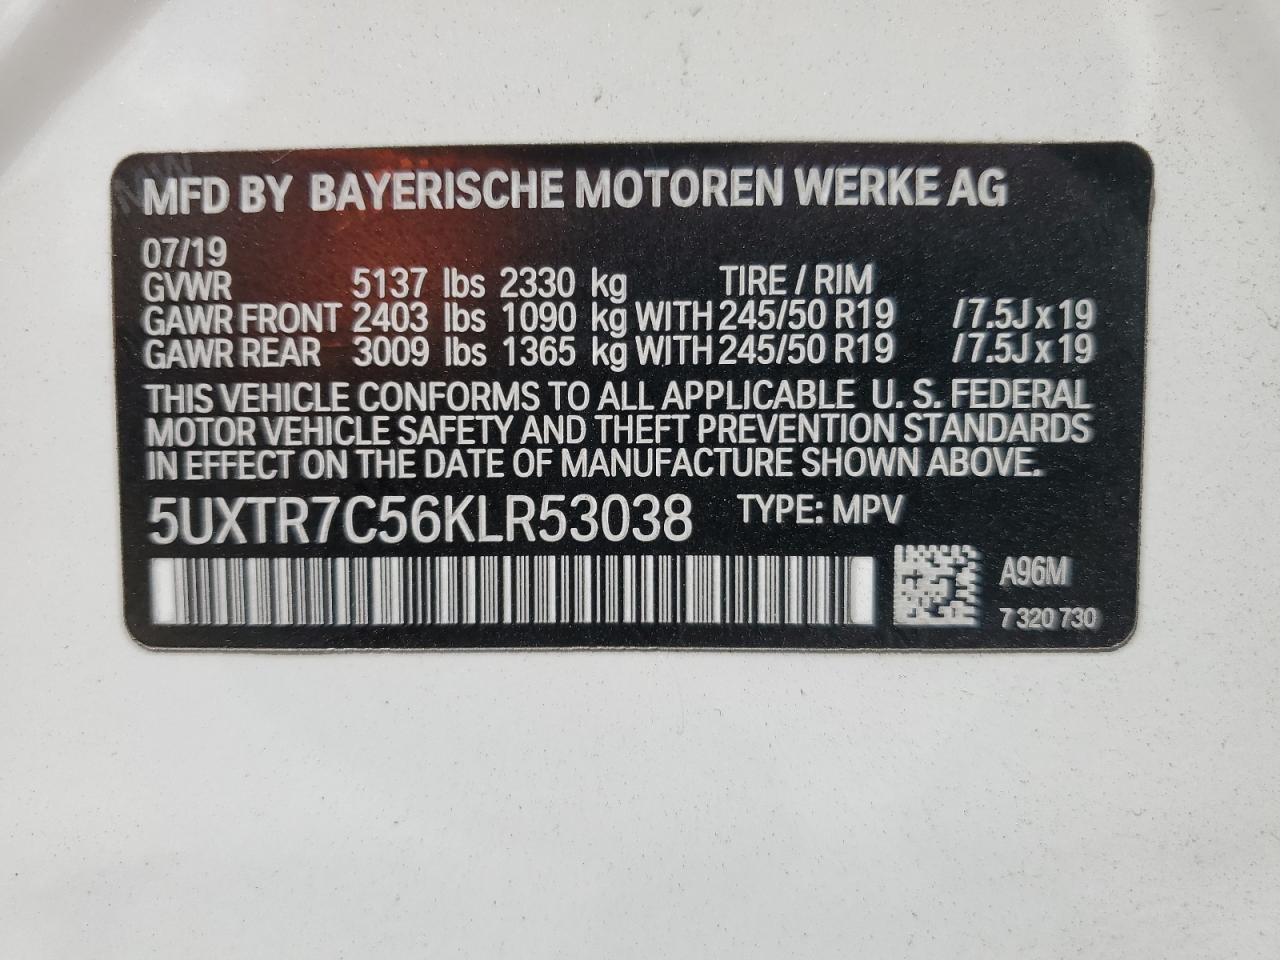 MFD BY BAYERISCHE MOTOREN WERKE AG
07/19
GVWR 5137 lbs 2330 kg TIRE / RIM
GAWR FRONT 2403 lbs 1090 kg WITH 245/50 R19 / 7.5J x 19
GAWR REAR 3009 lbs 1365 kg WITH 245/50 R19 / 7.5J x 19
THIS VEHICLE CONFORMS TO ALL APPLICABLE U. S. FEDERAL
MOTOR VEHICLE SAFETY AND THEFT PREVENTION STANDARDS
IN EFFECT ON THE DATE OF MANUFACTURE SHOWN ABOVE.
5UXTR7C56KLR53038 TYPE: MPV
A96M
7 320 730